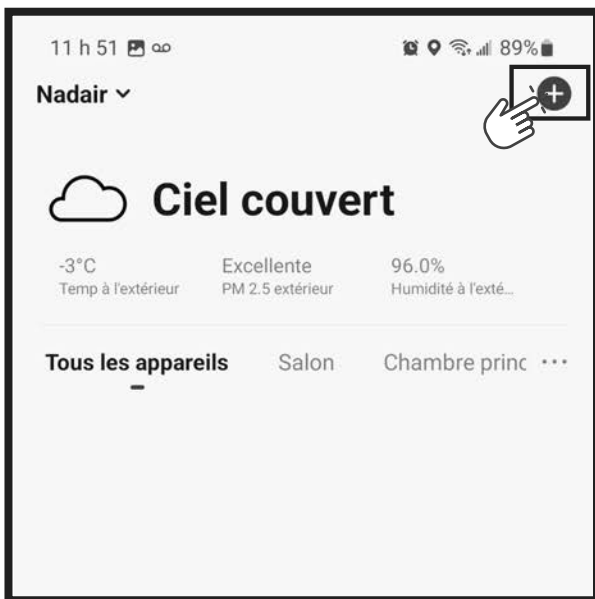 11 h 51 89%
Nadair
Ciel couvert
-3°C Excellente 96.0%
Temp à l'extérieur PM 2.5 extérieur Humidité à l'exté...
Tous les appareils Salon Chambre princ ...